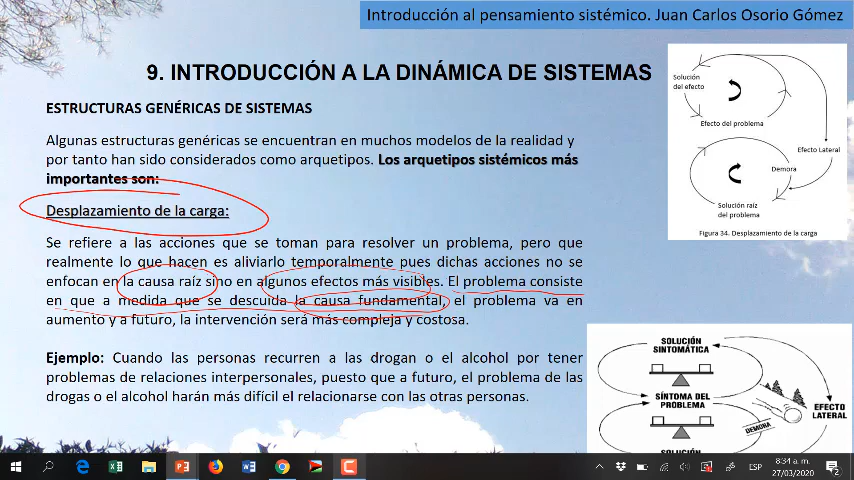 Introducción al pensamiento sistémico. Juan Carlos Osorio Gómez
9. INTRODUCCIÓN A LA DINÁMICA DE SISTEMAS
ESTRUCTURAS GENÉRICAS DE SISTEMAS
Algunas estructuras genéricas se encuentran en muchos modelos de la realidad y
por tanto han sido considerados como arquetipos. Los arquetipos sistémicos más
importantes son:
Desplazamiento de la carga:
Se refiere a las acciones que se toman para resolver un problema, pero que
realmente lo que hacen es aliviarlo temporalmente pues dichas acciones no se
enfocan en la causa raíz sino en algunos efectos más visibles. El problema consiste
en que a medida que se descuida la causa fundamental, el problema va en
aumento y a futuro, la intervención será más compleja y costosa.
Ejemplo: Cuando las personas recurren a las drogan o el alcohol por tener
problemas de relaciones interpersonales, puesto que a futuro, el problema de las
drogas o el alcohol harán más difícil el relacionarse con las otras personas.
Solución
del efecto
Efecto del problema
Efecto Lateral
Demora
Solución raíz
del problema
Figura 34. Desplazamiento de la carga
SOLUCIÓN
SINTOMÁTICA
SÍNTOMA DEL
PROBLEMA
EFECTO
LATERAL
DEMORA
SOLUCIÓN
ESP
8:34 a. m.
27/03/2020
2